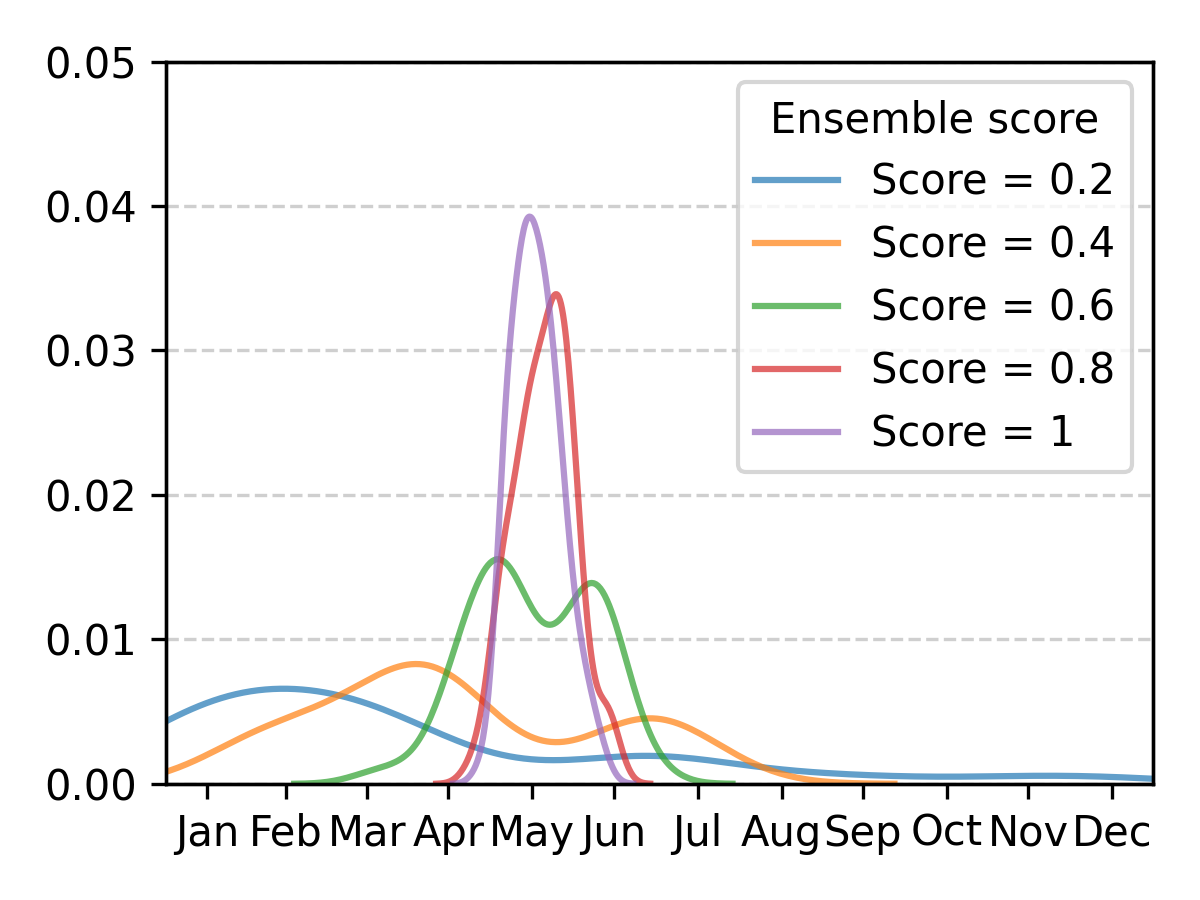 0.05
0.04
0.03
0.02
0.01
0.00
Ensemble score
Score = 0.2
Score = 0.4
Score = 0.6
Score = 0.8
Score = 1
Jan Feb Mar Apr May Jun Jul Aug Sep Oct Nov Dec